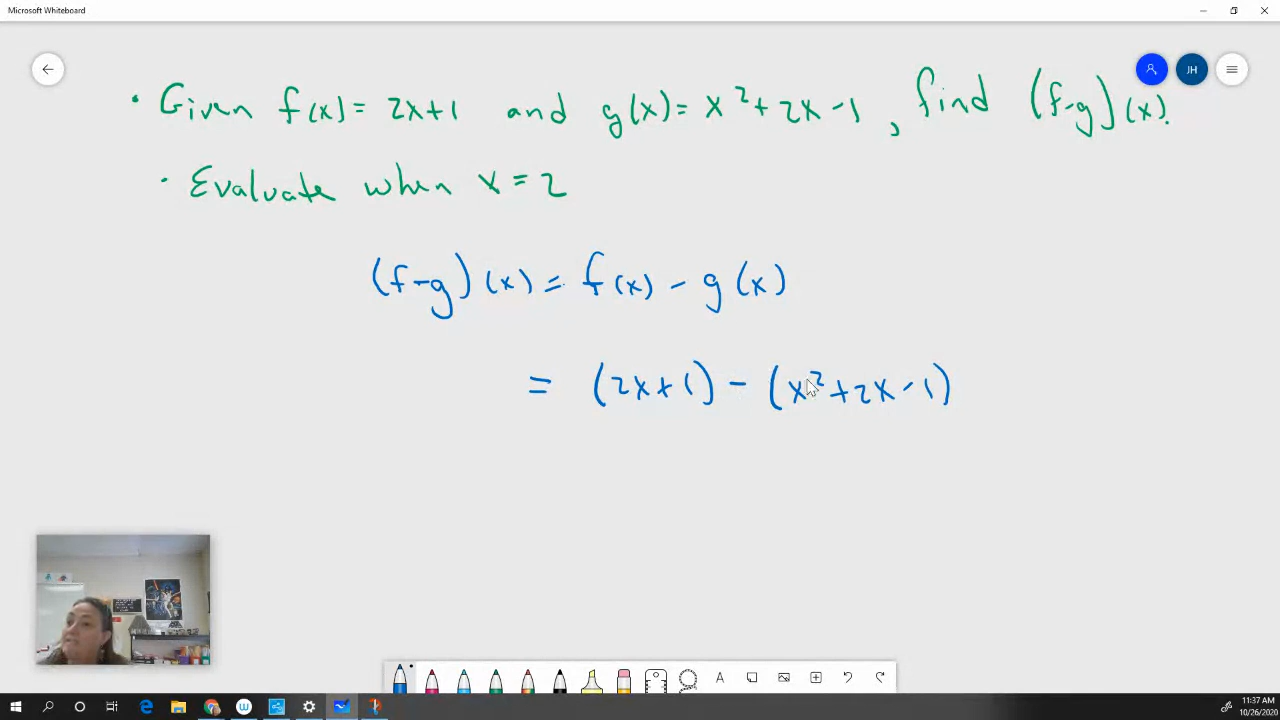 Microsoft Whiteboard
JH
• Given f(x) = 2x+1 and g(x) = x²+2x-1, find (f-g)(x).
• Evaluate when x = 2
(f-g)(x) = f(x) - g(x)
= (2x+1) - (x²+2x-1)
A
11:37 AM
10/26/2020